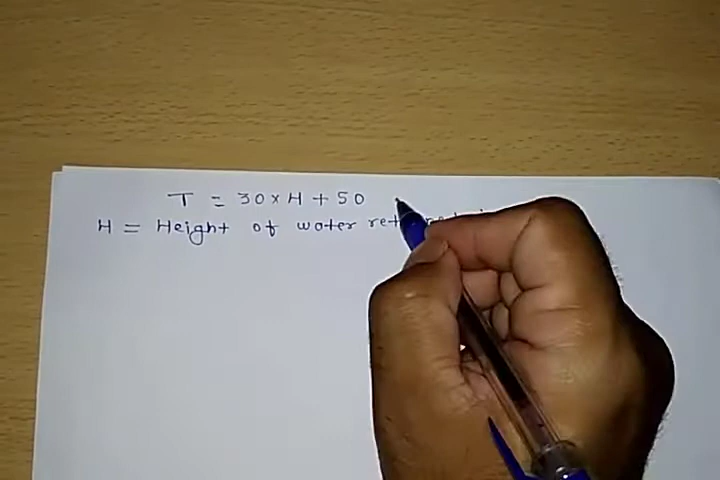 T = 30×H + 50
H = Height of water